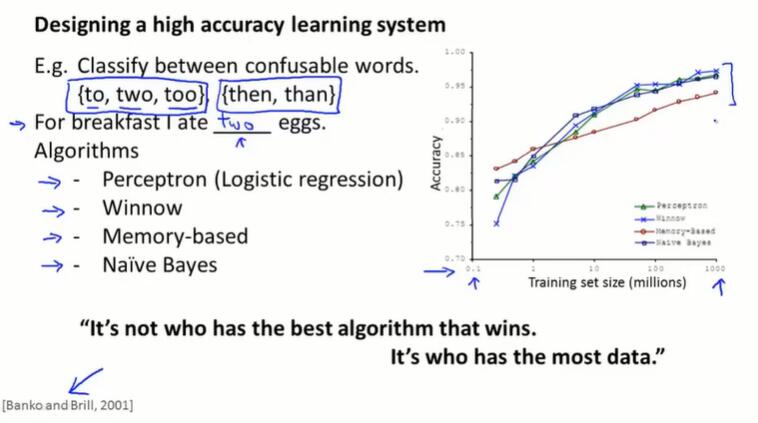 Designing a high accuracy learning system
E.g. Classify between confusable words.
{to, two, too}, {then, than}
For breakfast I ate two eggs.
Algorithms
- Perceptron (Logistic regression)
- Winnow
- Memory-based
- Naïve Bayes
1.00
0.95
0.90
0.85
0.80
0.75
0.70
Accuracy
0.1 1 10 100 1000
Training set size (millions)
Perceptron
Winnow
Memory-Based
Naive Bayes
“It’s not who has the best algorithm that wins.
It’s who has the most data.”
[Banko and Brill, 2001]